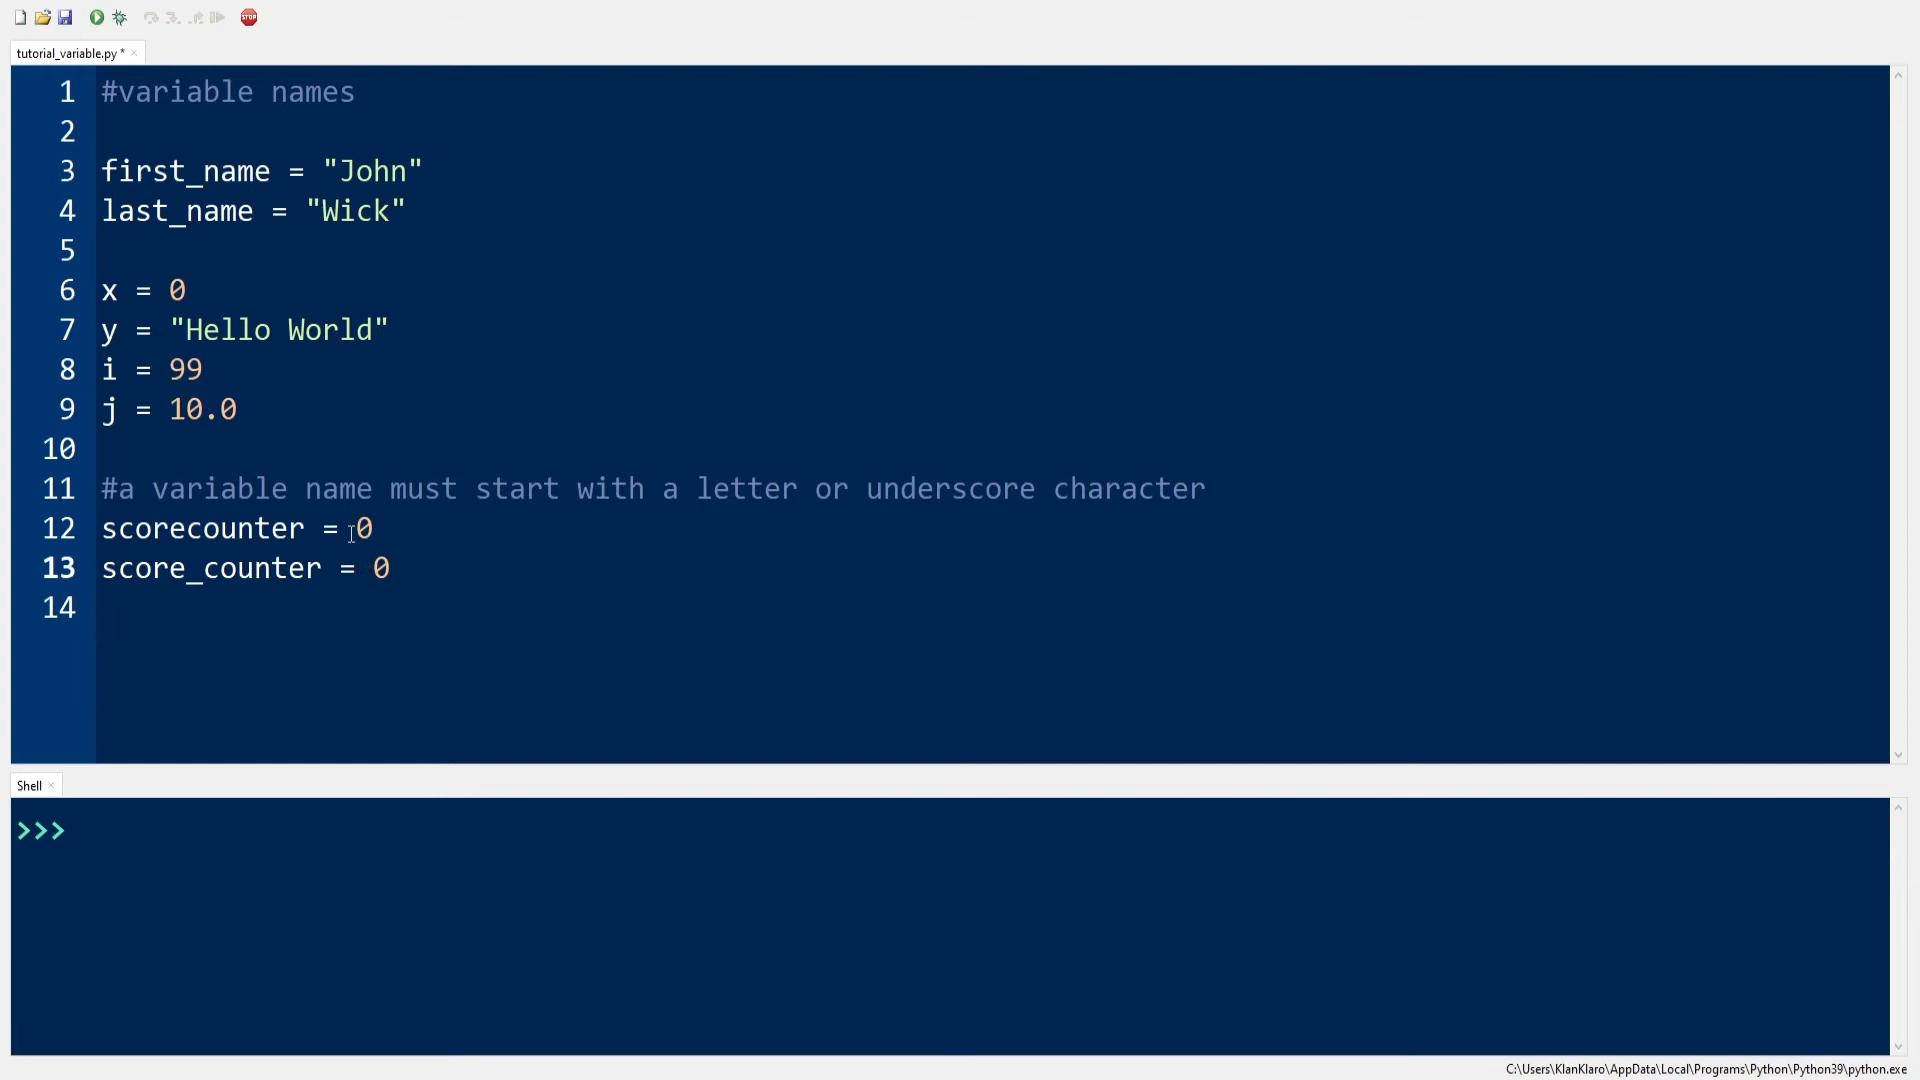 STOP
tutorial_variable.py * ×
1 #variable names
2
3 first_name = "John"
4 last_name = "Wick"
5
6 x = 0
7 y = "Hello World"
8 i = 99
9 j = 10.0
10
11 #a variable name must start with a letter or underscore character
12 scorecounter = 0
13 score_counter = 0
14
Shell ×
>>>
C:\Users\KlanKlaro\AppData\Local\Programs\Python\Python39\python.exe